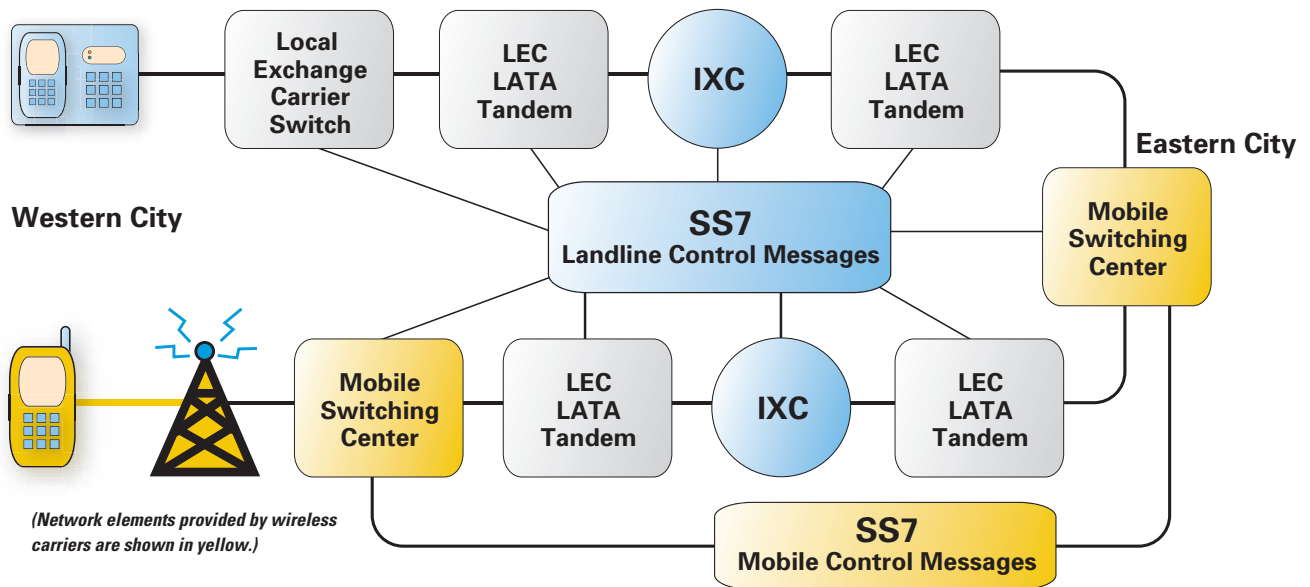 Local
Exchange
Carrier
Switch
LEC
LATA
Tandem
IXC
LEC
LATA
Tandem
Eastern City
Western City
SS7
Landline Control Messages
Mobile
Switching
Center
Mobile
Switching
Center
LEC
LATA
Tandem
IXC
LEC
LATA
Tandem
(Network elements provided by wireless
carriers are shown in yellow.)
SS7
Mobile Control Messages